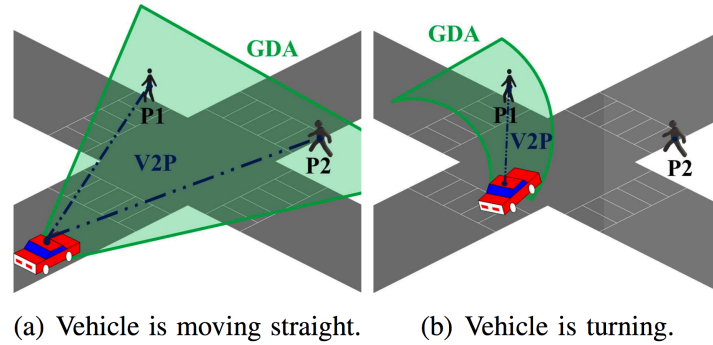 GDA
P1
V2P
P2
GDA
P1
V2P
P2
(a) Vehicle is moving straight.
(b) Vehicle is turning.